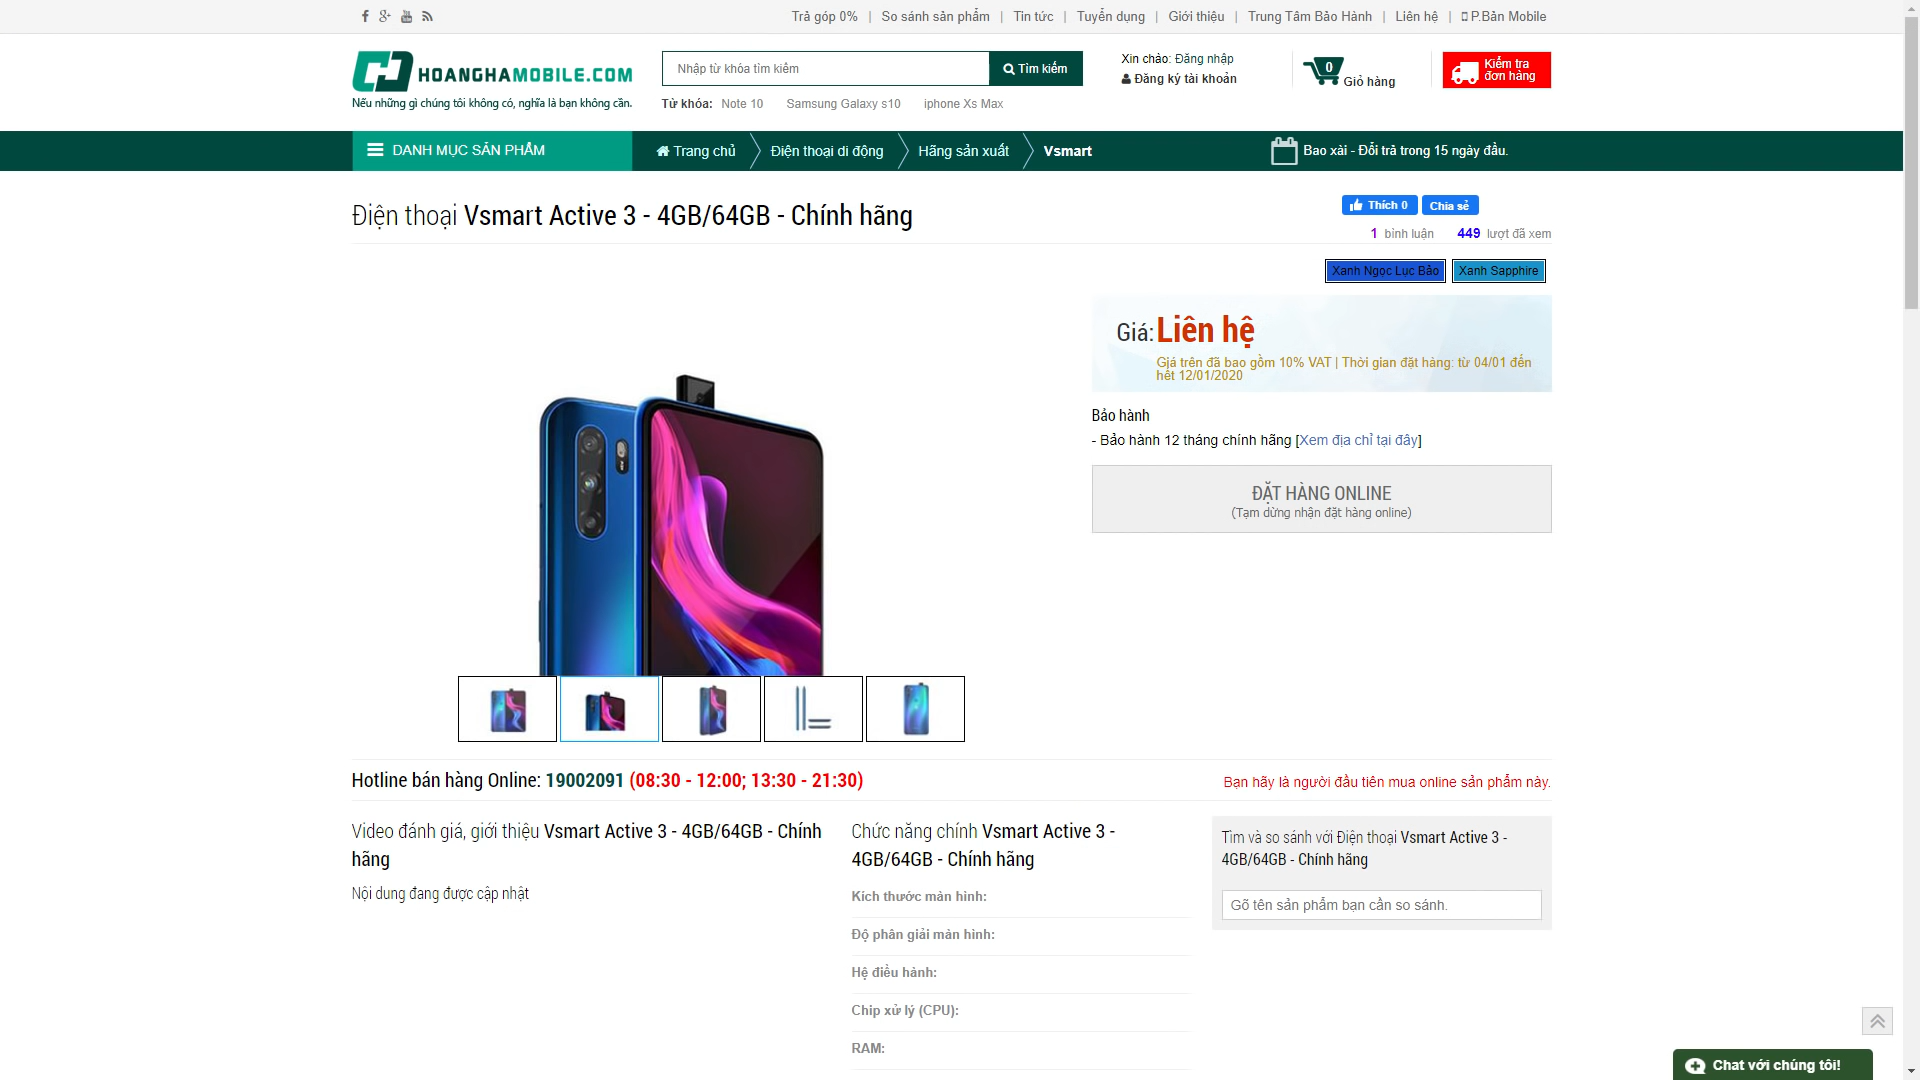 Trả góp 0% | So sánh sản phẩm | Tin tức | Tuyển dụng | Giới thiệu | Trung Tâm Bảo Hành | Liên hệ | P.Bản Mobile
HOANGHAMOBILE.COM
Nếu những gì chúng tôi không có, nghĩa là bạn không cần.
Nhập từ khóa tìm kiếm
Tìm kiếm
Từ khóa: Note 10 Samsung Galaxy s10 iphone Xs Max
Xin chào: Đăng nhập
Đăng ký tài khoản
0 Giỏ hàng
Kiểm tra
đơn hàng
DANH MỤC SẢN PHẨM
Trang chủ Điện thoại di động Hãng sản xuất Vsmart
Bao xài - Đổi trả trong 15 ngày đầu.
Điện thoại Vsmart Active 3 - 4GB/64GB - Chính hãng
Thích 0 Chia sẻ
1 bình luận 449 lượt đã xem
Xanh Ngọc Lục Bảo Xanh Sapphire
Giá: Liên hệ
Giá trên đã bao gồm 10% VAT | Thời gian đặt hàng: từ 04/01 đến
hết 12/01/2020
Bảo hành
- Bảo hành 12 tháng chính hãng [Xem địa chỉ tại đây]
ĐẶT HÀNG ONLINE
(Tạm dừng nhận đặt hàng online)
Hotline bán hàng Online: 19002091 (08:30 - 12:00; 13:30 - 21:30)
Bạn hãy là người đầu tiên mua online sản phẩm này.
Video đánh giá, giới thiệu Vsmart Active 3 - 4GB/64GB - Chính
hãng
Nội dung đang được cập nhật
Chức năng chính Vsmart Active 3 -
4GB/64GB - Chính hãng
Kích thước màn hình:
Độ phân giải màn hình:
Hệ điều hành:
Chip xử lý (CPU):
RAM:
Tìm và so sánh với Điện thoại Vsmart Active 3 -
4GB/64GB - Chính hãng
Gõ tên sản phẩm bạn cần so sánh.
Chat với chúng tôi!